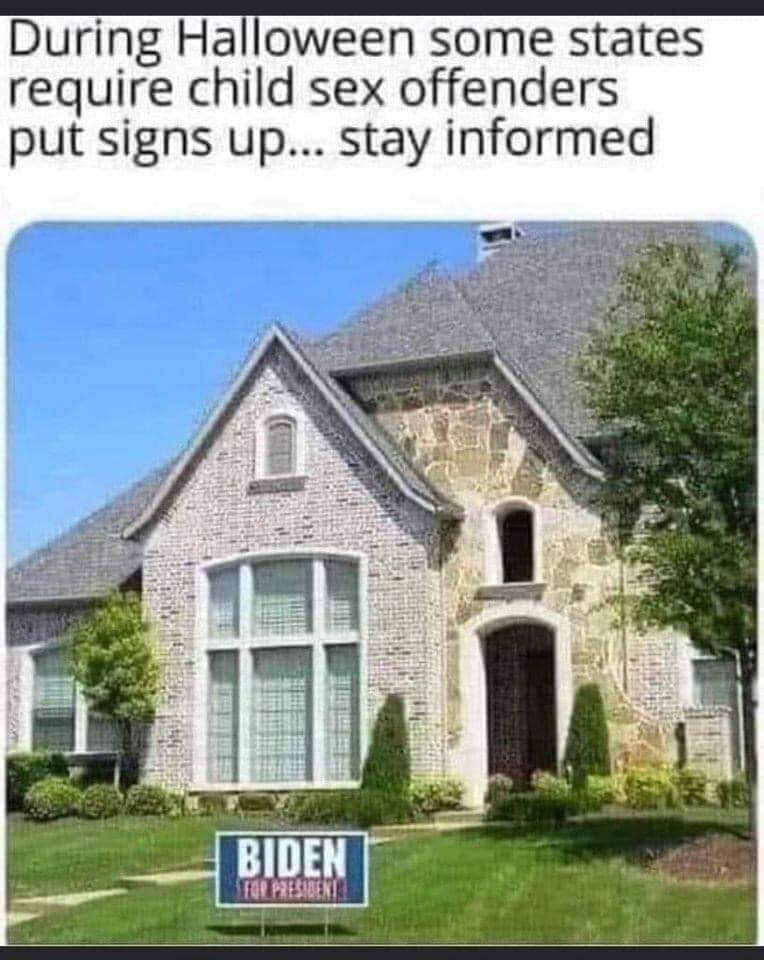 During Halloween some states
require child sex offenders
put signs up... stay informed
BIDEN
FOR PRESIDENT